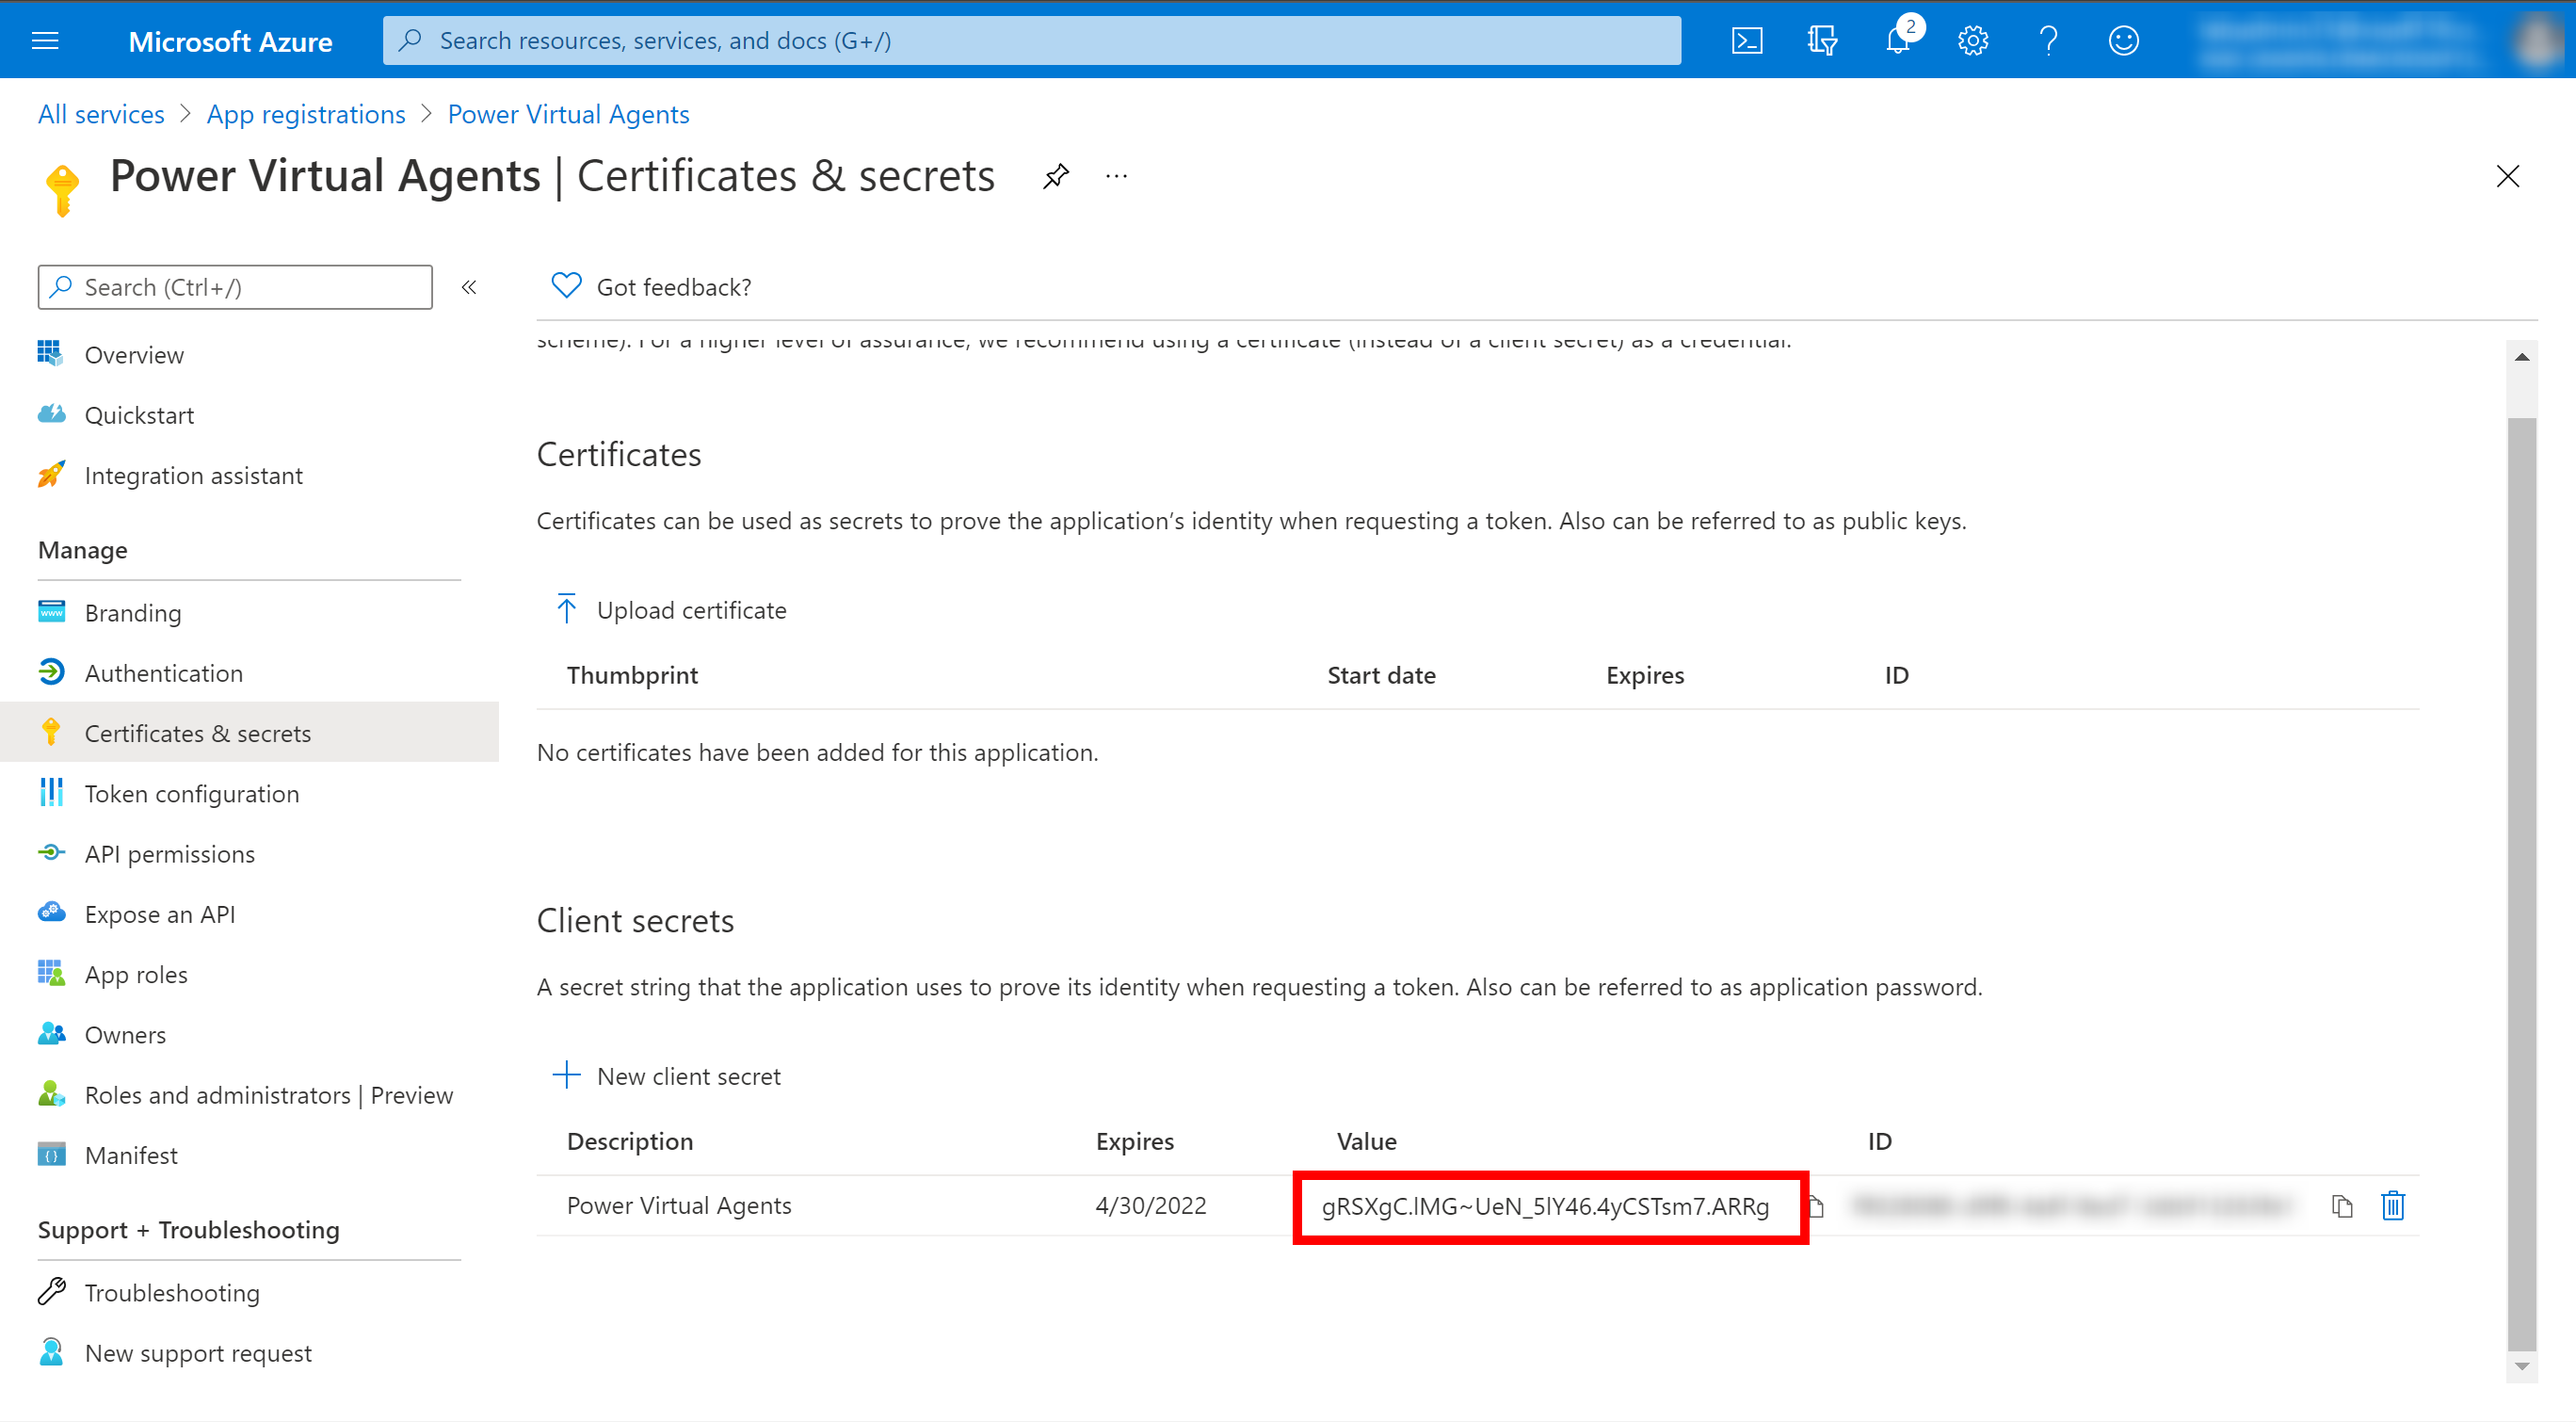 Microsoft Azure
Search resources, services, and docs (G+/)
2
All services > App registrations > Power Virtual Agents
Power Virtual Agents | Certificates & secrets
Search (Ctrl+/)
«
Got feedback?
scheme). For a higher level of assurance, we recommend using a certificate (instead of a client secret) as a credential.
Overview
Quickstart
Integration assistant
Manage
Branding
Authentication
Certificates & secrets
Token configuration
API permissions
Expose an API
App roles
Owners
Roles and administrators | Preview
Manifest
Support + Troubleshooting
Troubleshooting
New support request
Certificates
Certificates can be used as secrets to prove the application’s identity when requesting a token. Also can be referred to as public keys.
Upload certificate
Thumbprint Start date Expires ID
No certificates have been added for this application.
Client secrets
A secret string that the application uses to prove its identity when requesting a token. Also can be referred to as application password.
New client secret
Description Expires Value ID
Power Virtual Agents 4/30/2022 gRSXgC.lMG~UeN_5lY46.4yCSTsm7.ARRg